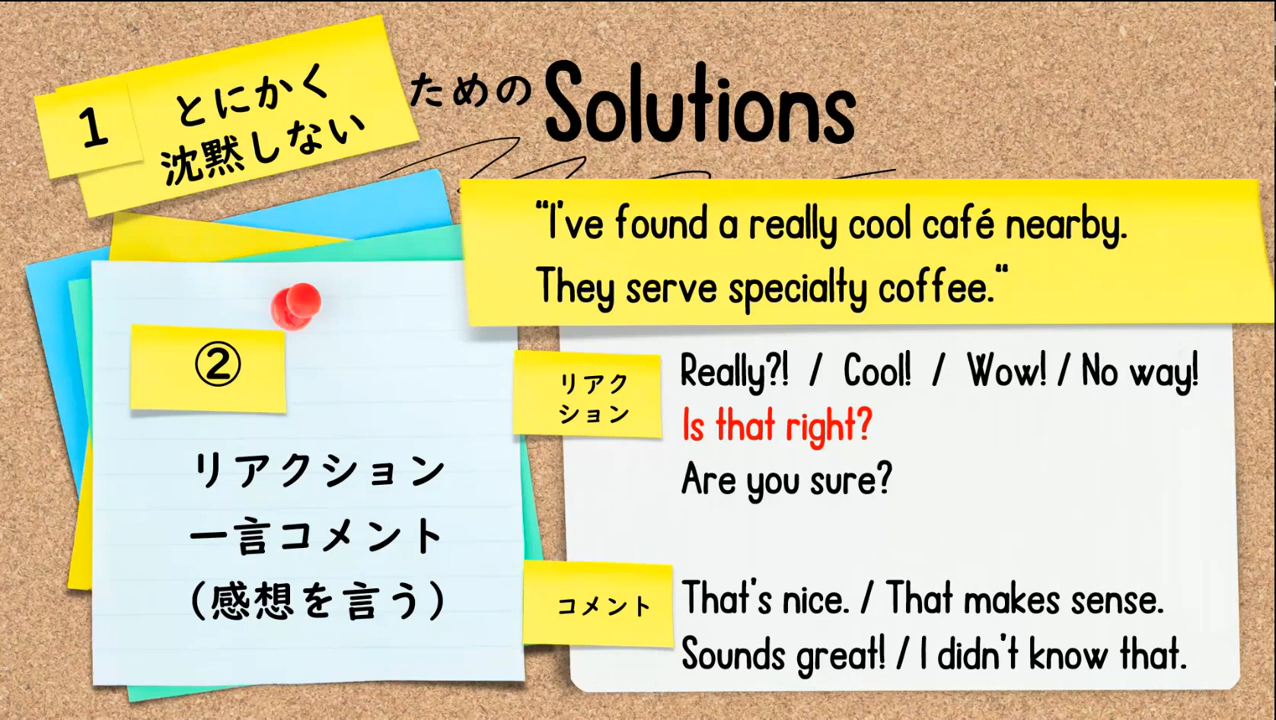 1
とにかく
沈黙しない
ための Solutions
"I've found a really cool café nearby.
They serve specialty coffee."
②
リアクション
一言コメント
(感想を言う)
リアク
ション
Really?! / Cool! / Wow! / No way!
Is that right?
Are you sure?
コメント
That's nice. / That makes sense.
Sounds great! / I didn't know that.